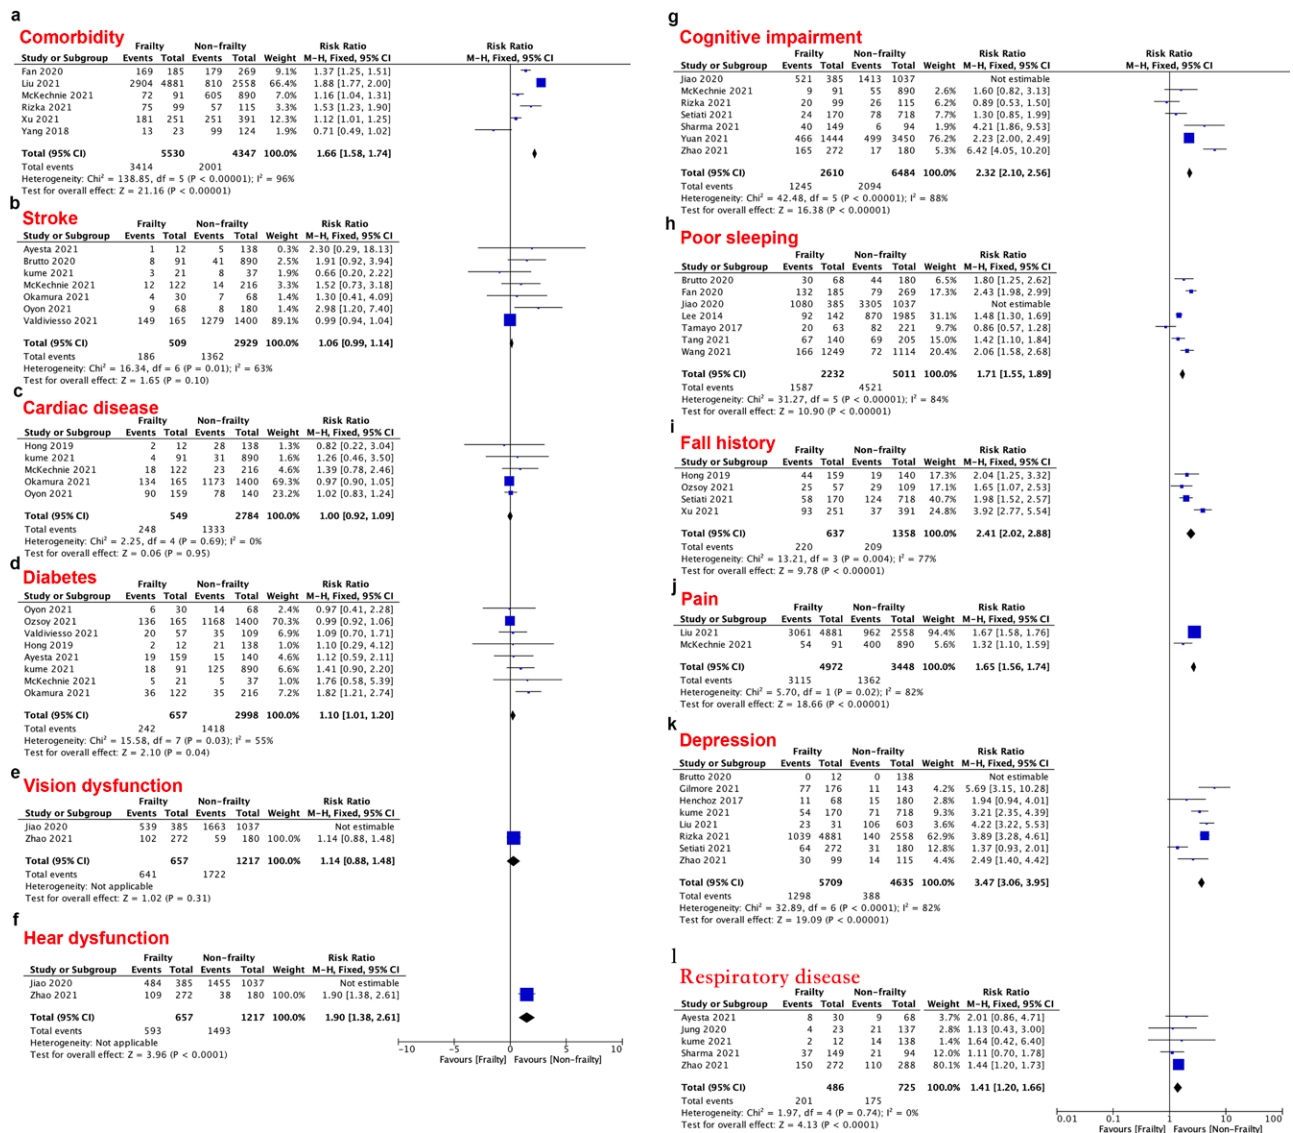 a
Comorbidity
Frailty Non-frailty Risk Ratio Risk Ratio
Study or Subgroup Events Total Events Total Weight M-H, Fixed, 95% CI M-H, Fixed, 95% CI
Fan 2020 169 185 179 269 9.1% 1.37 [1.25, 1.51]
Liu 2021 2904 4881 810 2558 66.4% 1.88 [1.77, 2.00]
McKechnie 2021 72 91 605 890 7.0% 1.16 [1.04, 1.31]
Rizka 2021 75 99 57 115 3.3% 1.53 [1.23, 1.90]
Xu 2021 181 251 251 391 12.3% 1.12 [1.01, 1.25]
Yang 2018 13 23 99 124 1.9% 0.71 [0.49, 1.02]
Total (95% CI) 5530 4347 100.0% 1.66 [1.58, 1.74]
Total events 3414 2001
Heterogeneity: Chi² = 138.85, df = 5 (P < 0.00001); I² = 96%
Test for overall effect: Z = 21.16 (P < 0.00001)
b
Stroke
Frailty Non-frailty Risk Ratio
Study or Subgroup Events Total Events Total Weight M-H, Fixed, 95% CI
Ayesta 2021 1 12 5 138 0.3% 2.30 [0.29, 18.13]
Brutto 2020 8 91 41 890 2.5% 1.91 [0.92, 3.94]
kume 2021 3 21 8 37 1.9% 0.66 [0.20, 2.22]
McKechnie 2021 12 122 14 216 3.3% 1.52 [0.73, 3.18]
Okamura 2021 4 30 7 68 1.4% 1.30 [0.41, 4.09]
Oyon 2021 9 68 8 180 1.4% 2.98 [1.20, 7.40]
Valdiviesso 2021 149 165 1279 1400 89.1% 0.99 [0.94, 1.04]
Total (95% CI) 509 2929 100.0% 1.06 [0.99, 1.14]
Total events 186 1362
Heterogeneity: Chi² = 16.34, df = 6 (P = 0.01); I² = 63%
Test for overall effect: Z = 1.65 (P = 0.10)
c
Cardiac disease
Frailty Non-frailty Risk Ratio
Study or Subgroup Events Total Events Total Weight M-H, Fixed, 95% CI
Hong 2019 2 12 28 138 1.3% 0.82 [0.22, 3.04]
kume 2021 4 91 31 890 1.7% 1.26 [0.46, 3.50]
McKechnie 2021 18 122 23 216 4.6% 1.39 [0.78, 2.46]
Okamura 2021 134 165 1173 1400 69.3% 0.97 [0.90, 1.05]
Oyon 2021 90 159 78 140 23.2% 1.02 [0.83, 1.24]
Total (95% CI) 549 2784 100.0% 1.00 [0.92, 1.09]
Total events 248 1333
Heterogeneity: Chi² = 2.25, df = 4 (P = 0.69); I² = 0%
Test for overall effect: Z = 0.06 (P = 0.95)
d
Diabetes
Frailty Non-frailty Risk Ratio
Study or Subgroup Events Total Events Total Weight M-H, Fixed, 95% CI
Oyon 2021 6 30 14 68 2.4% 0.97 [0.41, 2.28]
Ozsoy 2021 136 165 1168 1400 70.3% 0.99 [0.92, 1.06]
Valdiviesso 2021 20 57 35 109 6.9% 1.09 [0.70, 1.71]
Hong 2019 2 12 21 138 1.0% 1.10 [0.29, 4.12]
Ayesta 2021 19 159 15 140 4.6% 1.12 [0.59, 2.11]
kume 2021 18 91 125 890 6.6% 1.41 [0.90, 2.20]
McKechnie 2021 5 21 5 37 1.0% 1.76 [0.58, 5.39]
Okamura 2021 36 122 35 216 7.2% 1.82 [1.21, 2.74]
Total (95% CI) 657 2998 100.0% 1.10 [1.01, 1.20]
Total events 242 1418
Heterogeneity: Chi² = 15.58, df = 7 (P = 0.03); I² = 55%
Test for overall effect: Z = 2.10 (P = 0.04)
e
Vision dysfunction
Frailty Non-frailty Risk Ratio
Study or Subgroup Events Total Events Total Weight M-H, Fixed, 95% CI
Jiao 2020 539 385 1663 1037 Not estimable
Zhao 2021 102 272 59 180 100.0% 1.14 [0.88, 1.48]
Total (95% CI) 657 1217 100.0% 1.14 [0.88, 1.48]
Total events 641 1722
Heterogeneity: Not applicable
Test for overall effect: Z = 1.02 (P = 0.31)
f
Hear dysfunction
Frailty Non-frailty Risk Ratio
Study or Subgroup Events Total Events Total Weight M-H, Fixed, 95% CI
Jiao 2020 484 385 1455 1037 Not estimable
Zhao 2021 109 272 38 180 100.0% 1.90 [1.38, 2.61]
Total (95% CI) 657 1217 100.0% 1.90 [1.38, 2.61]
Total events 593 1493
Heterogeneity: Not applicable
Test for overall effect: Z = 3.96 (P < 0.0001)
-10 -5 0 5 10
Favours [Frailty] Favours [Non-frailty]
g
Cognitive impairment
Frailty Non-frailty Risk Ratio
Study or Subgroup Events Total Events Total Weight M-H, Fixed, 95% CI
Jiao 2020 521 385 1413 1037 Not estimable
McKechnie 2021 9 91 55 890 2.6% 1.60 [0.82, 3.13]
Rizka 2021 20 99 26 115 6.2% 0.89 [0.53, 1.50]
Setiati 2021 24 170 78 718 7.7% 1.30 [0.85, 1.99]
Sharma 2021 40 149 6 94 1.9% 4.21 [1.86, 9.53]
Yuan 2021 466 1444 499 3450 76.3% 2.23 [2.00, 2.49]
Zhao 2021 165 272 17 180 5.3% 6.42 [4.05, 10.20]
Total (95% CI) 2610 6484 100.0% 2.32 [2.10, 2.56]
Total events 1245 2094
Heterogeneity: Chi² = 42.48, df = 5 (P < 0.00001); I² = 88%
Test for overall effect: Z = 16.38 (P < 0.00001)
h
Poor sleeping
Frailty Non-frailty Risk Ratio
Study or Subgroup Events Total Events Total Weight M-H, Fixed, 95% CI
Brutto 2020 30 68 44 180 6.5% 1.80 [1.25, 2.62]
Fan 2020 132 185 79 269 17.3% 2.43 [1.98, 2.99]
Jiao 2020 1080 385 3305 1037 Not estimable
Lee 2014 92 142 870 1985 31.1% 1.48 [1.30, 1.69]
Tamayo 2017 20 63 82 221 9.7% 0.86 [0.57, 1.28]
Tang 2021 67 140 69 205 15.0% 1.42 [1.10, 1.84]
Wang 2021 166 1249 72 1114 20.4% 2.06 [1.58, 2.68]
Total (95% CI) 2232 5011 100.0% 1.71 [1.55, 1.89]
Total events 1587 4521
Heterogeneity: Chi² = 31.27, df = 5 (P < 0.00001); I² = 84%
Test for overall effect: Z = 10.90 (P < 0.00001)
i
Fall history
Frailty Non-frailty Risk Ratio
Study or Subgroup Events Total Events Total Weight M-H, Fixed, 95% CI
Hong 2019 44 159 19 140 17.7% 2.04 [1.25, 3.32]
Ozsoy 2021 25 57 29 109 16.7% 1.65 [1.07, 2.53]
Setiati 2021 58 170 124 718 40.7% 1.98 [1.52, 2.57]
Xu 2021 93 251 37 391 24.8% 3.92 [2.77, 5.54]
Total (95% CI) 637 1358 100.0% 2.41 [2.02, 2.88]
Total events 220 209
Heterogeneity: Chi² = 13.21, df = 3 (P = 0.004); I² = 77%
Test for overall effect: Z = 9.78 (P < 0.00001)
j
Pain
Frailty Non-frailty Risk Ratio
Study or Subgroup Events Total Events Total Weight M-H, Fixed, 95% CI
Liu 2021 3061 4881 962 2558 94.4% 1.67 [1.58, 1.76]
McKechnie 2021 54 91 400 890 5.6% 1.32 [1.10, 1.59]
Total (95% CI) 4972 3448 100.0% 1.65 [1.56, 1.74]
Total events 3115 1362
Heterogeneity: Chi² = 5.70, df = 1 (P = 0.02); I² = 82%
Test for overall effect: Z = 18.66 (P < 0.00001)
k
Depression
Frailty Non-frailty Risk Ratio
Study or Subgroup Events Total Events Total Weight M-H, Fixed, 95% CI
Brutto 2020 0 12 0 138 Not estimable
Gilmore 2021 77 176 11 143 4.2% 5.69 [3.15, 10.28]
Henchoz 2017 11 68 15 180 2.8% 1.94 [0.94, 4.01]
kume 2021 54 170 71 718 9.3% 3.21 [2.35, 4.39]
Liu 2021 23 31 106 603 3.6% 4.22 [3.22, 5.53]
Rizka 2021 1039 4881 140 2558 62.9% 3.89 [3.28, 4.61]
Setiati 2021 64 272 31 180 12.8% 1.37 [0.93, 2.01]
Zhao 2021 30 99 14 115 4.4% 2.49 [1.40, 4.42]
Total (95% CI) 5709 4635 100.0% 3.47 [3.06, 3.95]
Total events 1298 388
Heterogeneity: Chi² = 32.89, df = 6 (P < 0.0001); I² = 82%
Test for overall effect: Z = 19.09 (P < 0.00001)
l
Respiratory disease
Frailty Non-frailty Risk Ratio
Study or Subgroup Events Total Events Total Weight M-H, Fixed, 95% CI
Ayesta 2021 8 30 9 68 3.7% 2.01 [0.86, 4.71]
Jung 2020 4 23 21 137 2.8% 1.13 [0.43, 3.00]
kume 2021 2 12 14 138 1.4% 1.64 [0.42, 6.40]
Sharma 2021 37 149 21 94 12.0% 1.11 [0.70, 1.78]
Zhao 2021 150 272 110 288 80.1% 1.44 [1.20, 1.73]
Total (95% CI) 486 725 100.0% 1.41 [1.20, 1.66]
Total events 201 175
Heterogeneity: Chi² = 1.97, df = 4 (P = 0.74); I² = 0%
Test for overall effect: Z = 4.13 (P < 0.0001)
0.01 0.1 1 10 100
Favours [Frailty] Favours [Non-Frailty]